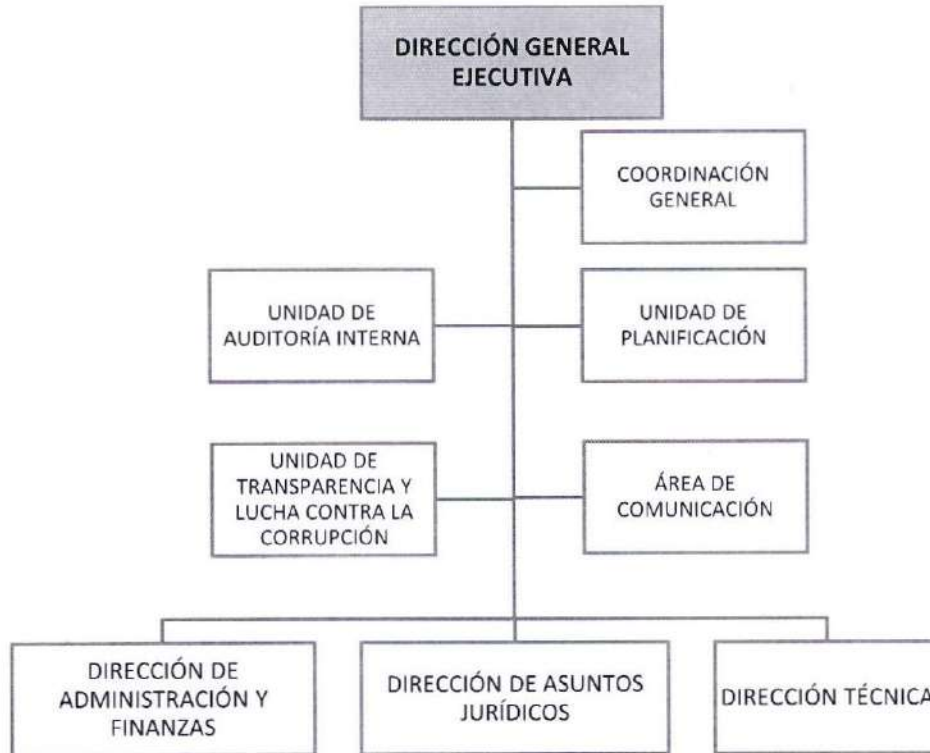 DIRECCIÓN GENERAL
EJECUTIVA
COORDINACIÓN
GENERAL
UNIDAD DE
AUDITORÍA INTERNA
UNIDAD DE
PLANIFICACIÓN
UNIDAD DE
TRANSPARENCIA Y
LUCHA CONTRA LA
CORRUPCIÓN
ÁREA DE
COMUNICACIÓN
DIRECCIÓN DE
ADMINISTRACIÓN Y
FINANZAS
DIRECCIÓN DE ASUNTOS
JURÍDICOS
DIRECCIÓN TÉCNICA